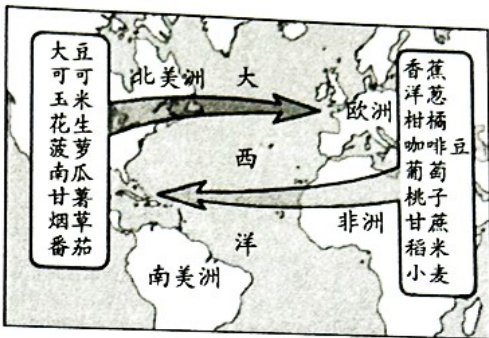 大豆
可可
玉米
花生
菠萝
南瓜
甘薯
烟草
番茄
北美洲
大
西
洋
欧洲
非洲
南美洲
香蕉
洋葱
柑橘
咖啡豆
葡萄
桃子
甘蔗
稻米
小麦